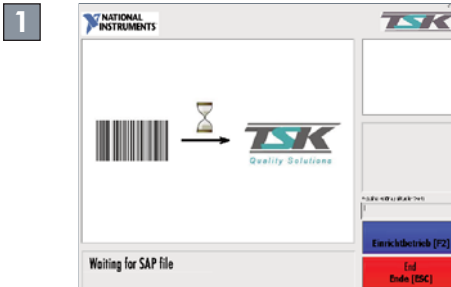 1
NATIONAL
INSTRUMENTS
TSK
TSK
Quality Solutions
Einrichtbetrieb [F2]
Waiting for SAP file
End
Ende [ESC]